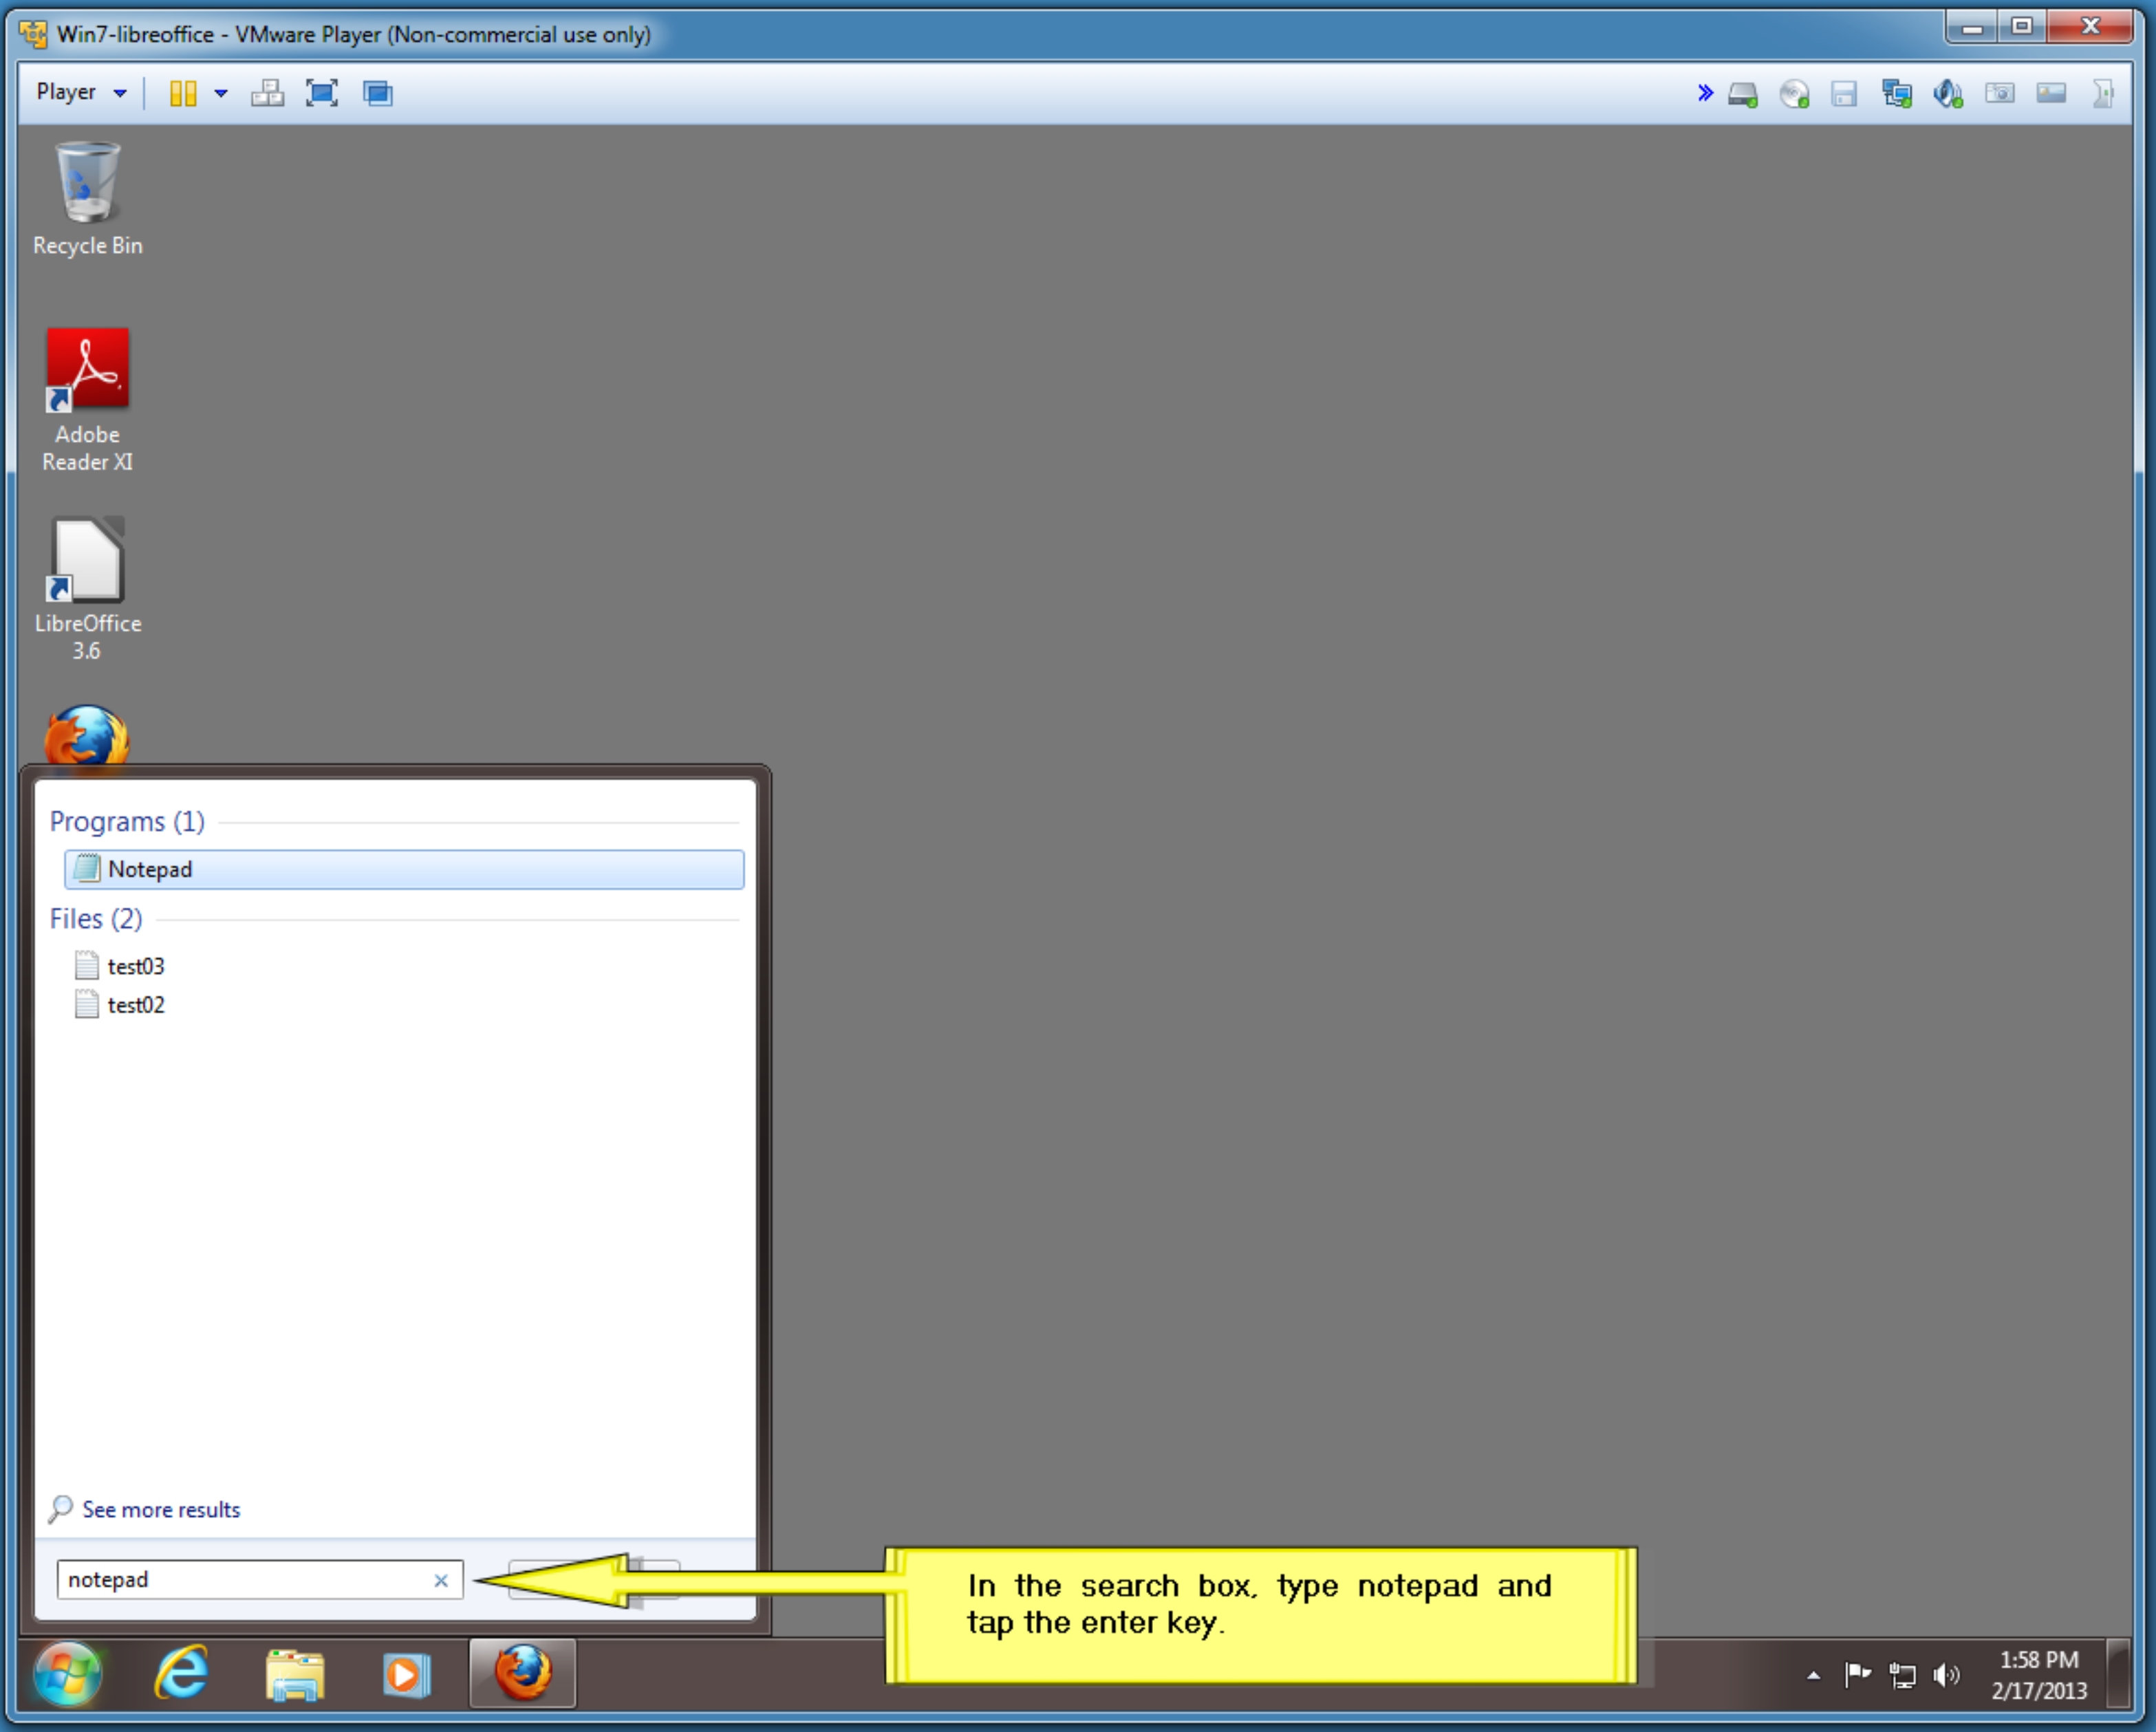 Win7-libreoffice - VMware Player (Non-commercial use only)
Player
Recycle Bin
Adobe
Reader XI
LibreOffice
3.6
Programs (1)
Notepad
Files (2)
test03
test02
See more results
notepad
In the search box, type notepad and
tap the enter key.
1:58 PM
2/17/2013